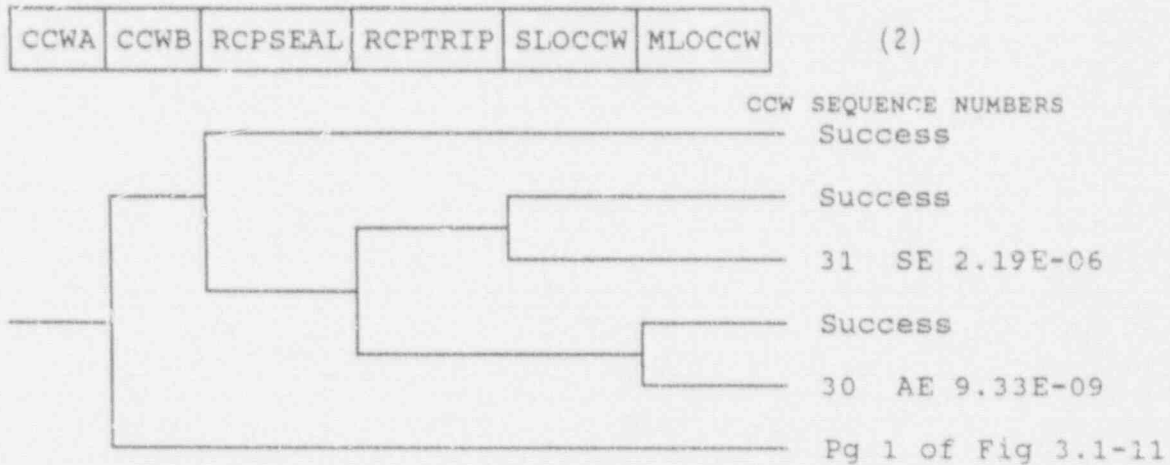 CCWA CCWB RCPSEAL RCPTRIP SLOCCW MLOCCW (2)
CCW SEQUENCE NUMBERS
Success
Success
31 SE 2.19E-06
Success
30 AE 9.33E-09
Pg 1 of Fig 3.1-11